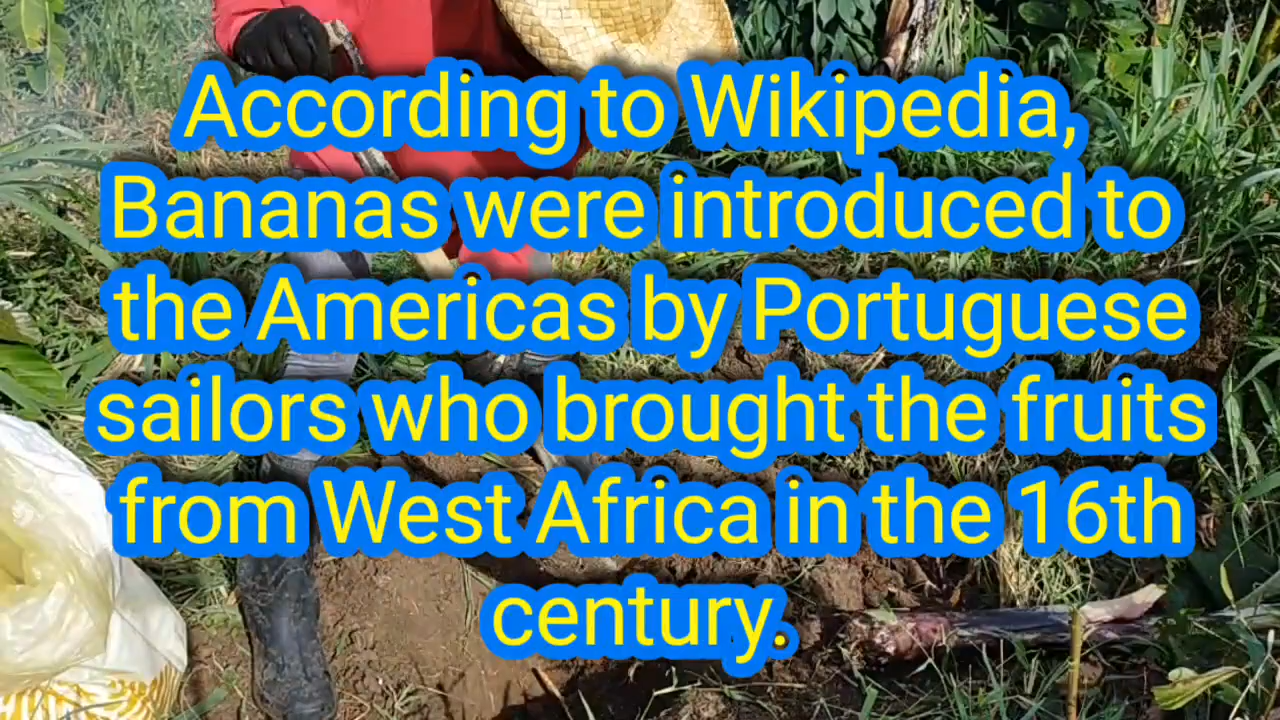 According to Wikipedia,
Bananas were introduced to
the Americas by Portuguese
sailors who brought the fruits
from West Africa in the 16th
century.